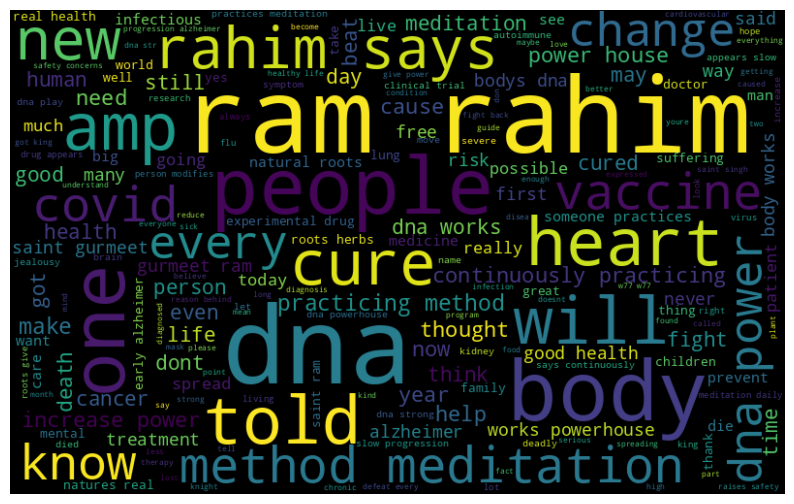 real health
infectious
practices meditation
cardiovascular
progression alzheimer
become
new
rahim says
meditation
change
said
dna str
world
take
beat
live
see
autoimmune
maybe
love
hope
everything
safety concerns
well
healthy life
give power
power house
human
still
yes
day
clinical trial
appears slow
way
need
research
symptom
condition
bodys dna
may
getting
doctor
ram rahim
much
dna play
always
cause
fight back
better
caused
man
amp
going
flu
free
move
guide
severe
youre
two
increase
got king
drug appears
big
natural roots
lung
risk
possible
cured
suffering
good
many
person modifies
people
first
vaccine
expressed
saint singh
understand
look
covid
reduce
enough
disea
virus
body works
every
everyone
sick
experimental drug
dna works
someone practices
heart
health
roots herbs
medicine
really
saint gurmeet
cure
name
infection
jealousy
brain
gurmeet ram
today
continuously practicing
patient
got
one
believe
diagnosis
person
long
great
w77 w77
practicing method
never
make
mind
reason behind
program
doesnt
even
let
mean
dna powerhouse
thing
right
will
dna power
want
early alzheimer
diagnosed
life
dna
mask
please
saint ram
thought
now
kidney
food
found
called
plant
fight
care
death
dont
point
good health
children
roots give
spread
think
family
says continuously
meditation daily
month
cancer
strong
kind
year
body
prevent
increase power
living
dna strong
help
time
say
told
works powerhouse
die
mental
treatment
alzheimer
deadly
spreading
king
thank
died
therapy
less
slow progression
serious
know
lost
method meditation
fact
part
natures real
knight
chronic
defeat every
lot
high
raises safety